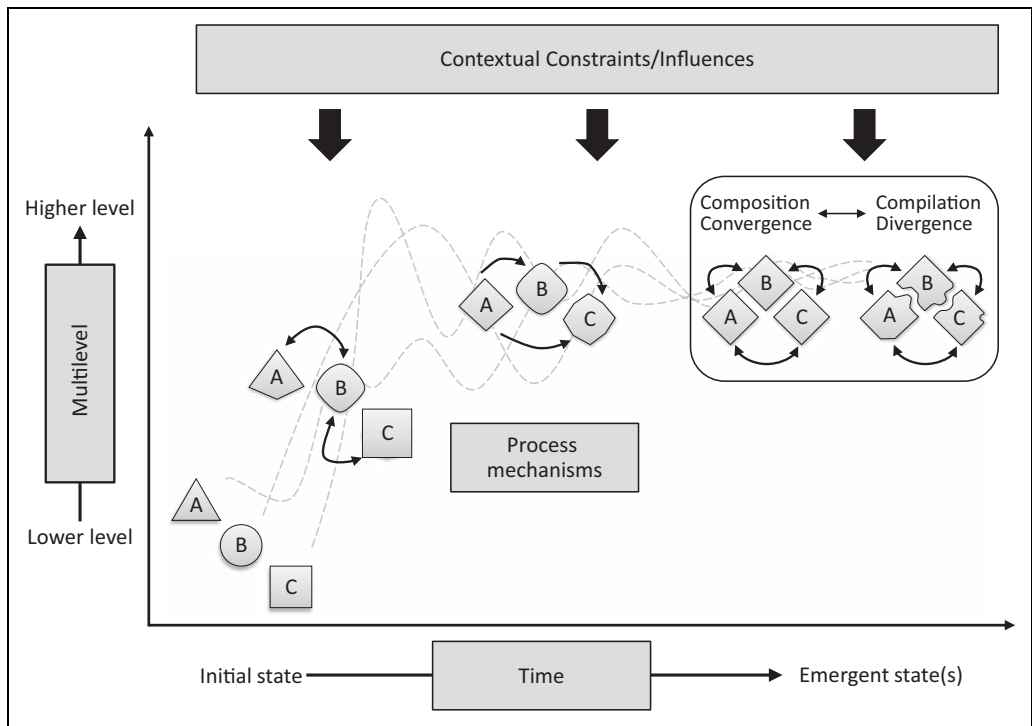 Contextual Constraints/Influences
Higher level
Multilevel
Lower level
Composition
Convergence
Compilation
Divergence
A
B
C
A
B
C
A
B
C
A
B
C
A
B
C
Process
mechanisms
Initial state
Time
Emergent state(s)